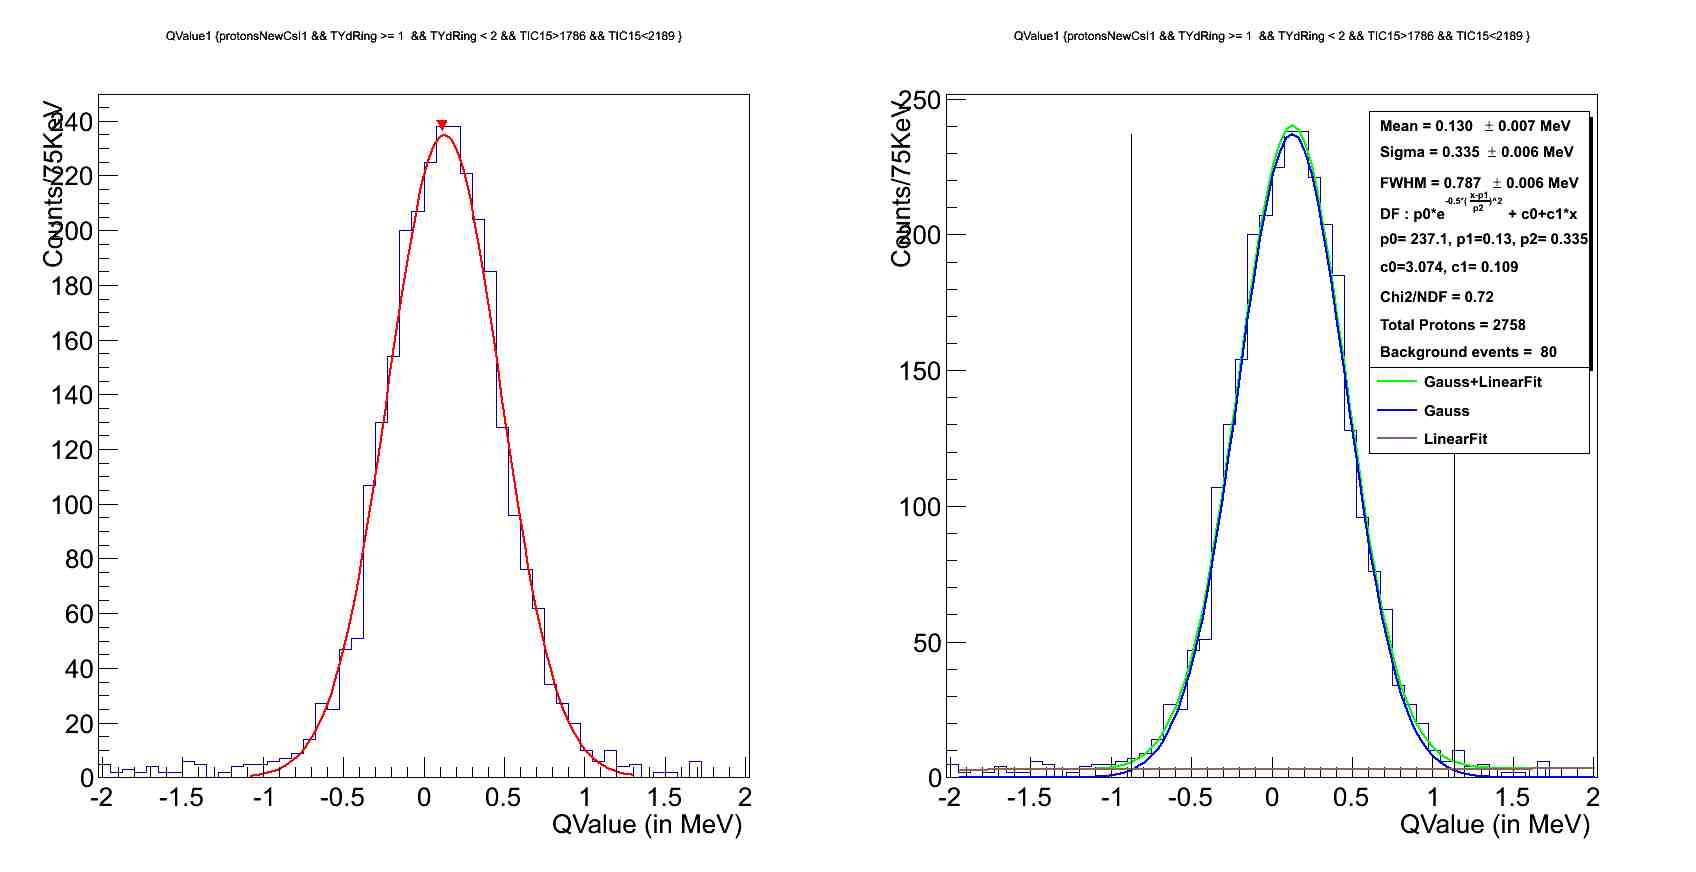 QValue1 {protonsNewCsI1 && TYdRing >= 1  && TYdRing < 2 && TIC15>1786 && TIC15<2189 }
Counts/75KeV
240
220
200
180
160
140
120
100
80
60
40
20
0
-2 -1.5 -1 -0.5 0 0.5 1 1.5 2
QValue (in MeV)
QValue1 {protonsNewCsI1 && TYdRing >= 1  && TYdRing < 2 && TIC15>1786 && TIC15<2189 }
Counts/75KeV
250
200
150
100
50
0
-2 -1.5 -1 -0.5 0 0.5 1 1.5 2
QValue (in MeV)
Mean = 0.130 ± 0.007 MeV
Sigma = 0.335 ± 0.006 MeV
FWHM = 0.787 ± 0.006 MeV
DF : p0*e^-0.5*((x-p1)/p2)^2 + c0+c1*x
p0= 237.1, p1=0.13, p2= 0.335
c0=3.074, c1= 0.109
Chi2/NDF = 0.72
Total Protons = 2758
Background events =  80
Gauss+LinearFit
Gauss
LinearFit